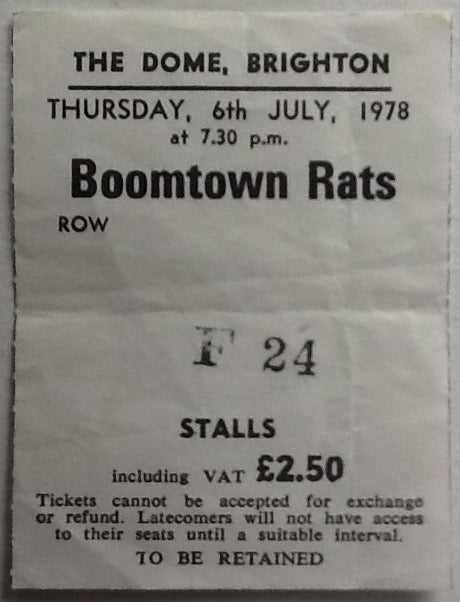 THE DOME, BRIGHTON
THURSDAY, 6th JULY, 1978
at 7.30 p.m.
Boomtown Rats
ROW
F 24
STALLS
including VAT £2.50
Tickets cannot be accepted for exchange
or refund. Latecomers will not have access
to their seats until a suitable interval.
TO BE RETAINED